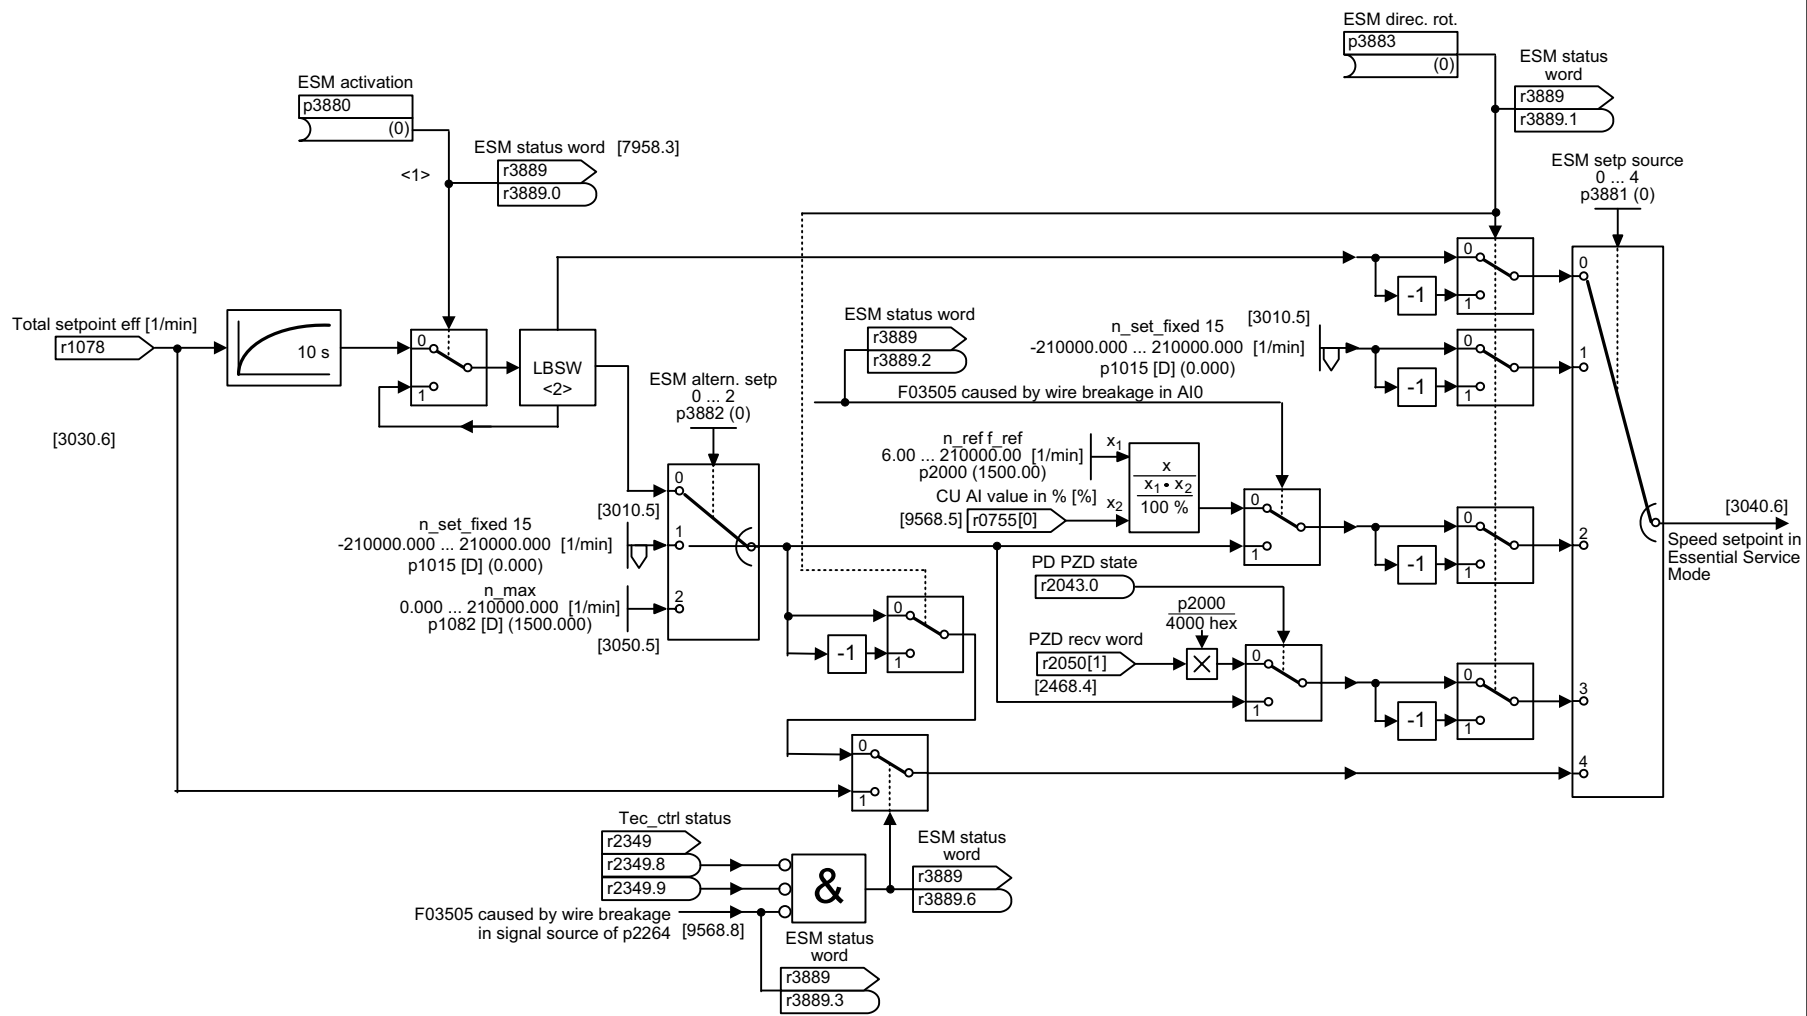 ESM direc. rot.
p3883
(0)
ESM status
word
r3889
r3889.1
ESM activation
p3880
(0)
<1>
ESM status word [7958.3]
r3889
r3889.0
ESM setp source
0 ... 4
p3881 (0)
Total setpoint eff [1/min]
r1078
[3030.6]
10 s
0
1
LBSW
<2>
ESM altern. setp
0 ... 2
p3882 (0)
0
[3010.5]
n_set_fixed 15
-210000.000 ... 210000.000 [1/min]
p1015 [D] (0.000)
1
n_max
0.000 ... 210000.000 [1/min]
p1082 [D] (1500.000)
[3050.5]
2
ESM status word
r3889
r3889.2
F03505 caused by wire breakage in AI0
n_set_fixed 15
[3010.5]
-210000.000 ... 210000.000 [1/min]
p1015 [D] (0.000)
n_ref f_ref
6.00 ... 210000.00 [1/min]
p2000 (1500.00)
x1
CU AI value in % [%]
[9568.5]
r0755[0]
x2
x
x1 • x2
100 %
0
1
PD PZD state
r2043.0
p2000
4000 hex
PZD recv word
r2050[1]
[2468.4]
0
1
-1
0
1
0
1
0
-1
1
0
-1
1
0
-1
1
0
-1
1
0
1
2
3
4
[3040.6]
Speed setpoint in
Essential Service
Mode
Tec_ctrl status
r2349
r2349.8
r2349.9
F03505 caused by wire breakage
in signal source of p2264
[9568.8]
&
ESM status
word
r3889
r3889.6
ESM status
word
r3889
r3889.3